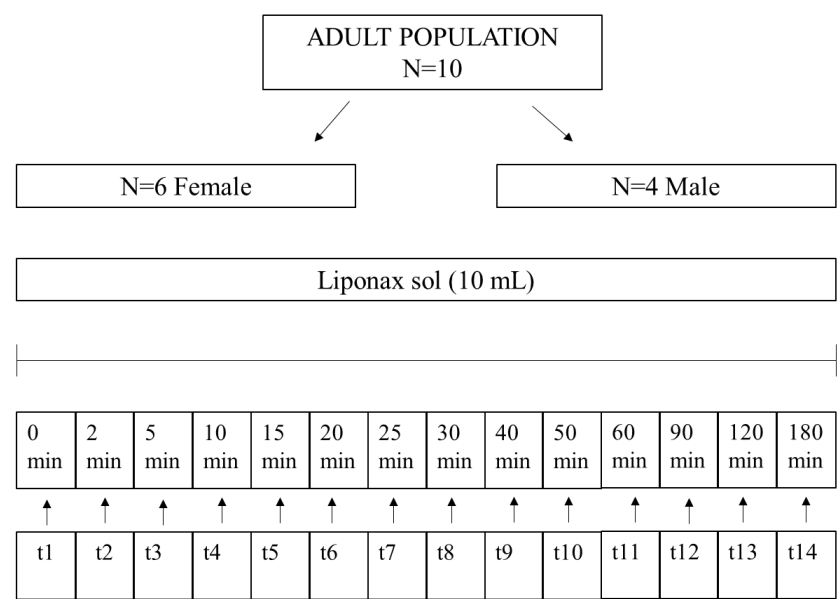 ADULT POPULATION
N=10
N=6 Female
N=4 Male
Liponax sol (10 mL)
0 min
2 min
5 min
10 min
15 min
20 min
25 min
30 min
40 min
50 min
60 min
90 min
120 min
180 min
t1
t2
t3
t4
t5
t6
t7
t8
t9
t10
t11
t12
t13
t14